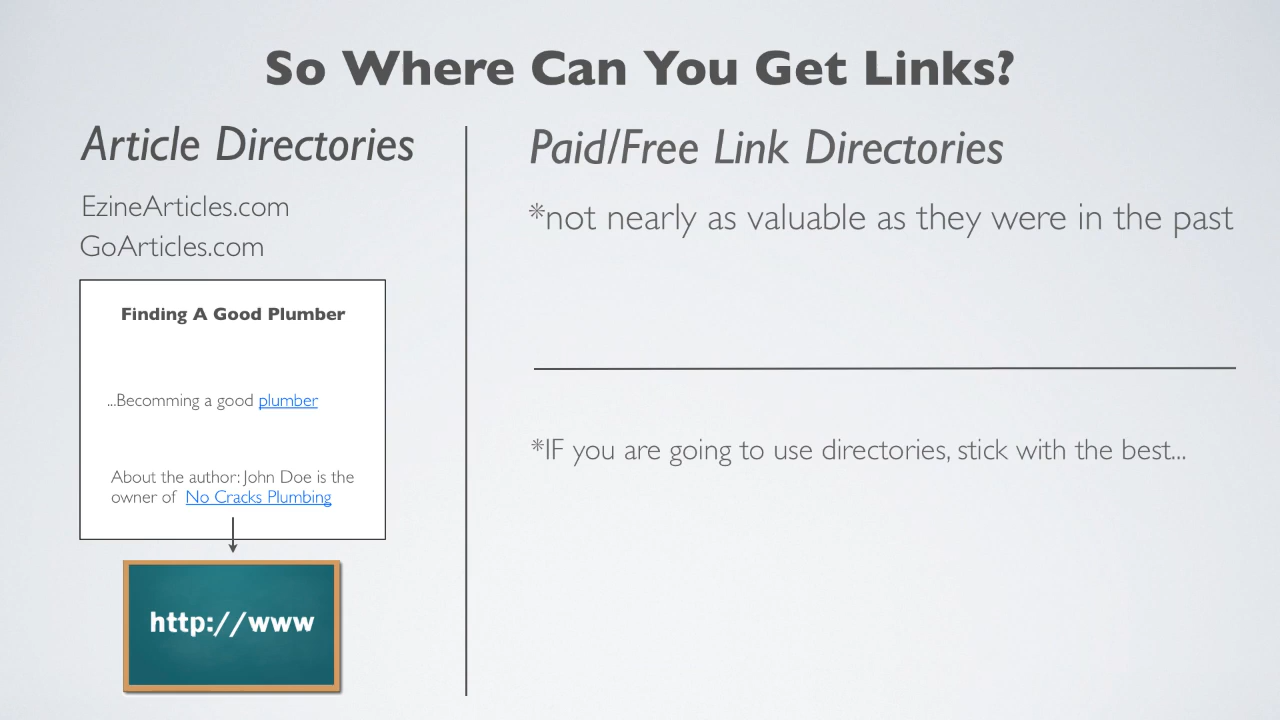 So Where Can You Get Links?
Article Directories
EzineArticles.com
GoArticles.com
Finding A Good Plumber
...Becomming a good plumber
About the author: John Doe is the
owner of No Cracks Plumbing
http://www
Paid/Free Link Directories
*not nearly as valuable as they were in the past
*IF you are going to use directories, stick with the best...